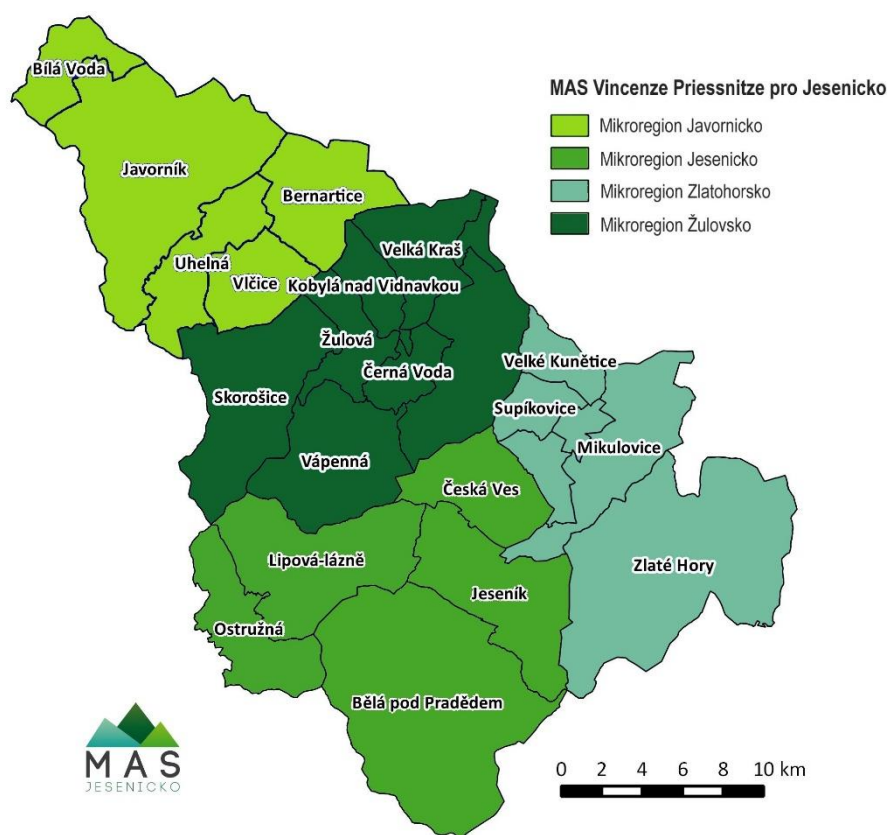 MAS Vincenze Priessnitze pro Jesenicko
Mikroregion Javornicko
Mikroregion Jesenicko
Mikroregion Zlatohorsko
Mikroregion Žulovsko
Bílá Voda
Javorník
Bernartice
Uhelná
Vlčice
Velká Kraš
Kobylá nad Vidnavkou
Žulová
Černá Voda
Skorošice
Vápenná
Velké Kunětice
Supíkovice
Mikulovice
Česká Ves
Zlaté Hory
Lipová-lázně
Jeseník
Ostružná
Bělá pod Pradědem
MAS
JESENICKO
0 2 4 6 8 10 km